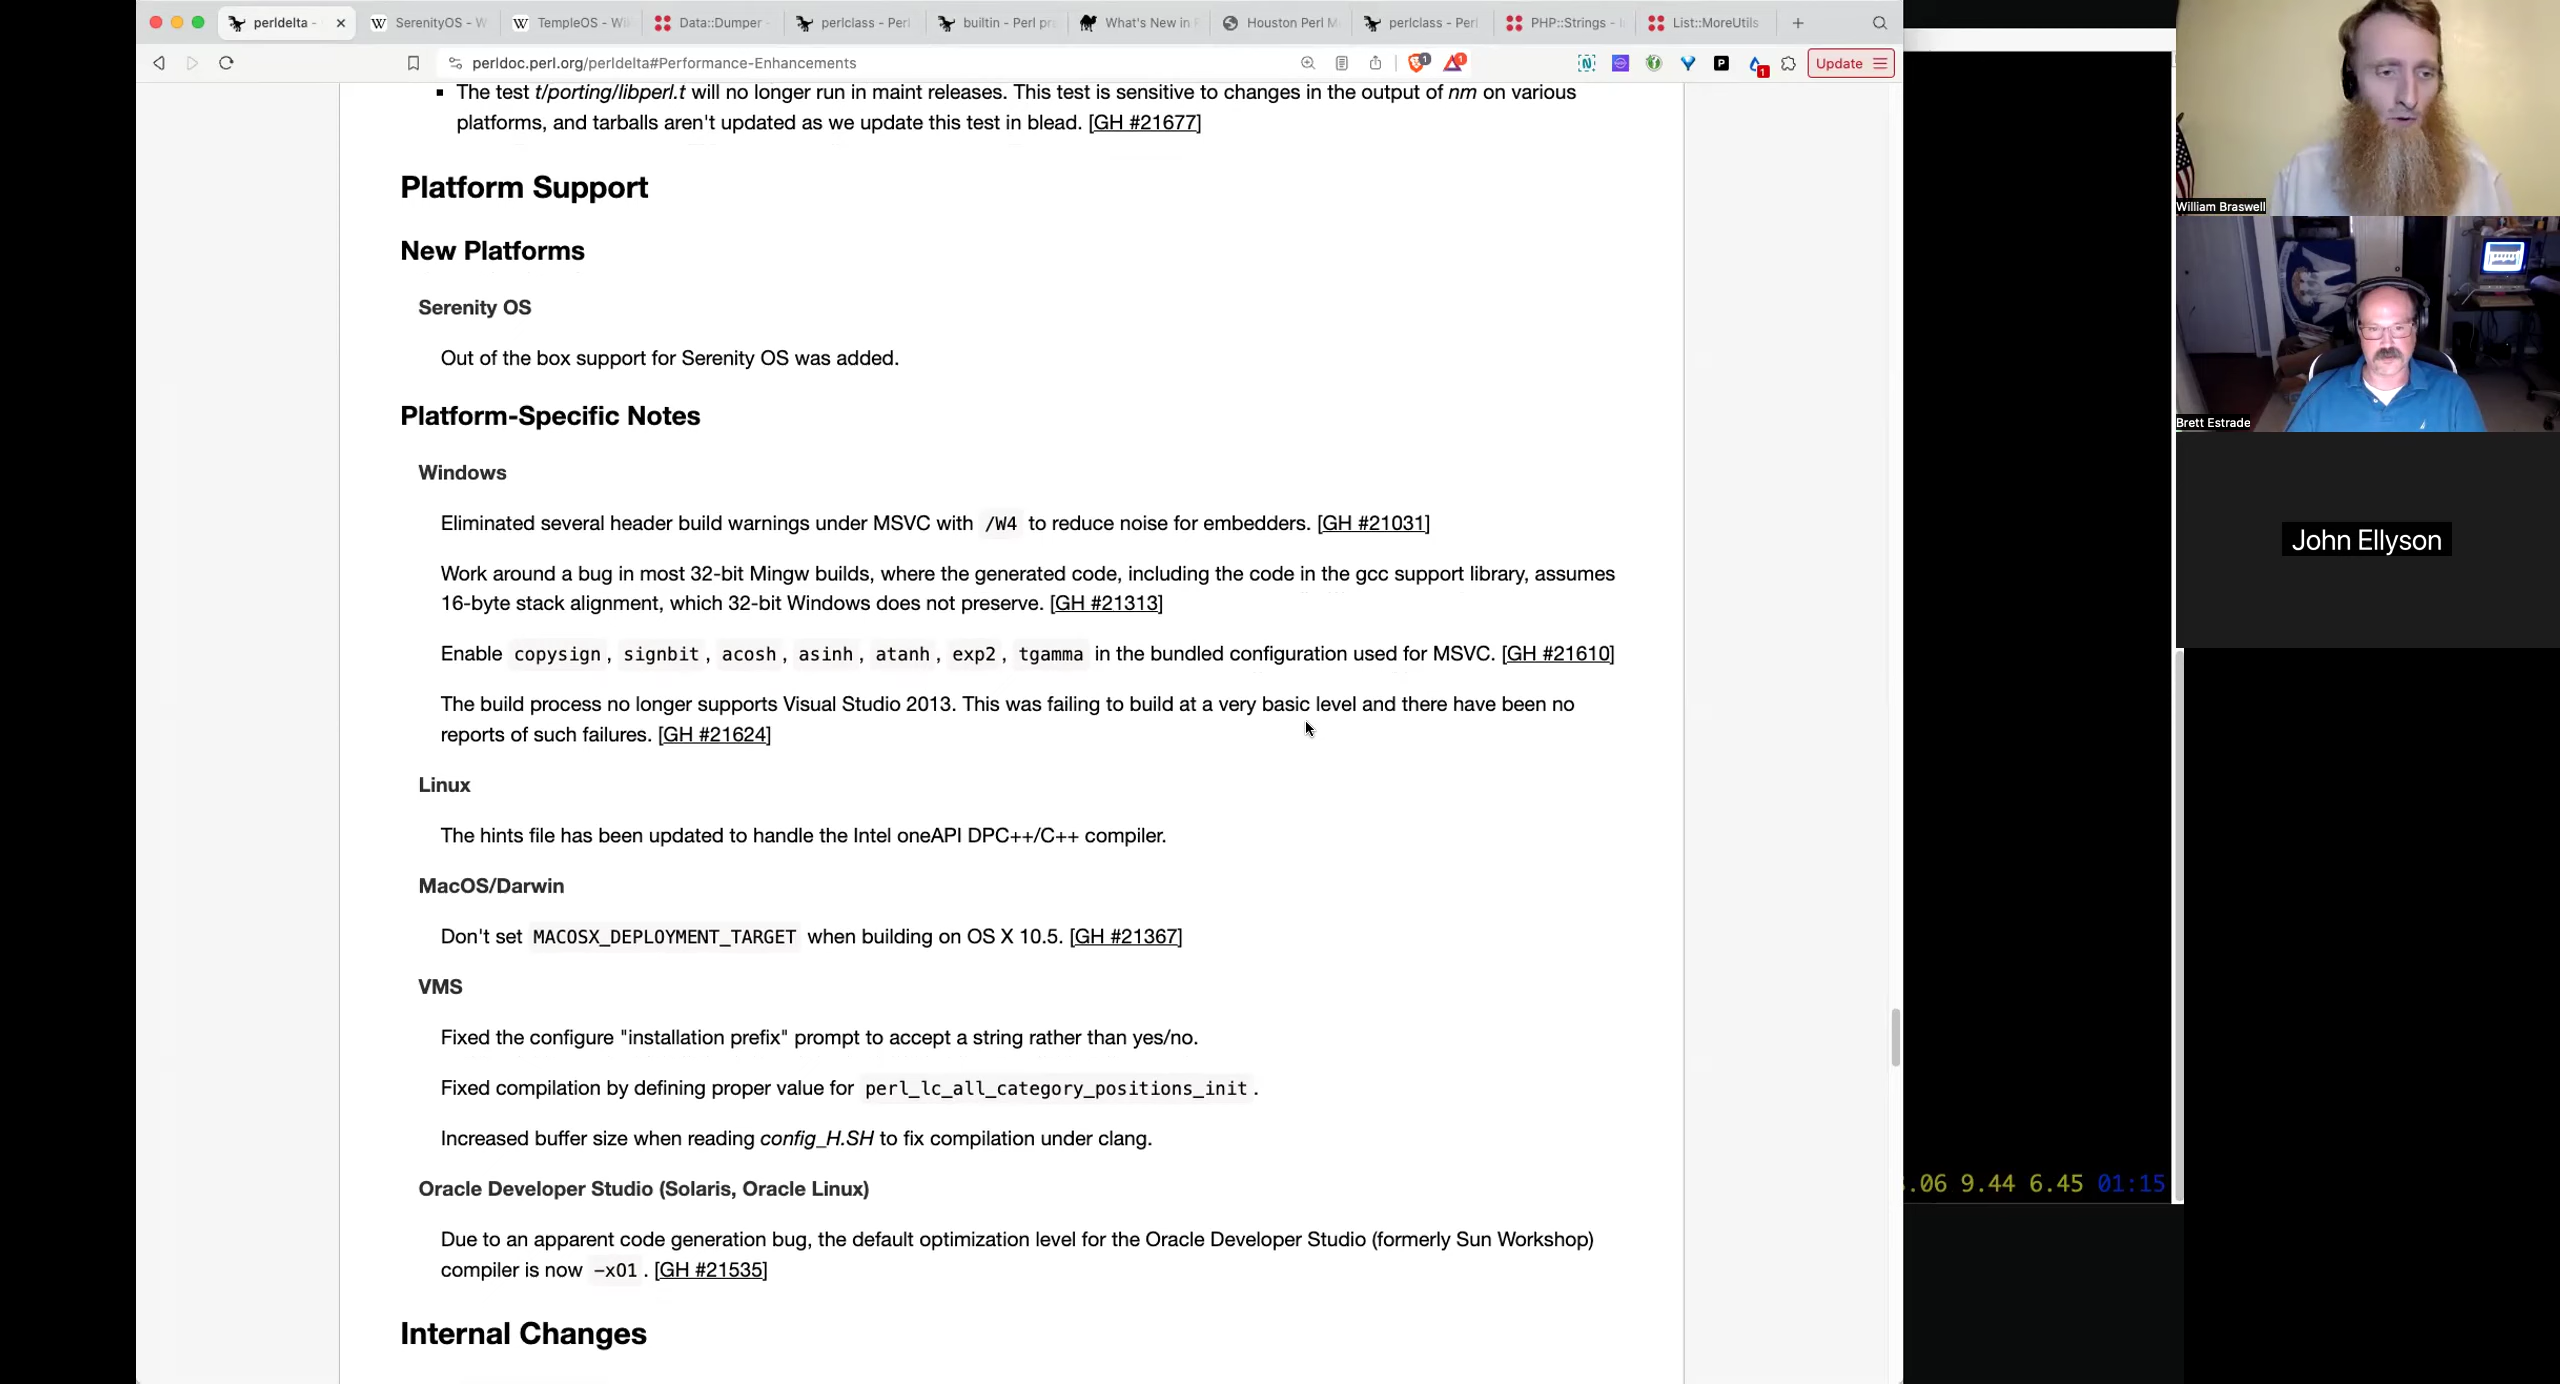 perldelta -
SerenityOS - W
TempleOS - Wi
Data::Dumper -
perlclass - Perl
builtin - Perl pr
What's New in
Houston Perl M
perlclass - Perl
PHP::Strings -
List::MoreUtils
perldoc.perl.org/perldelta#Performance-Enhancements
1
1
P
1
Update
The test t/porting/libperl.t will no longer run in maint releases. This test is sensitive to changes in the output of nm on various
platforms, and tarballs aren't updated as we update this test in blead. [GH #21677]
Platform Support
New Platforms
Serenity OS
Out of the box support for Serenity OS was added.
Platform-Specific Notes
Windows
Eliminated several header build warnings under MSVC with /W4 to reduce noise for embedders. [GH #21031]
Work around a bug in most 32-bit Mingw builds, where the generated code, including the code in the gcc support library, assumes
16-byte stack alignment, which 32-bit Windows does not preserve. [GH #21313]
Enable copysign, signbit, acosh, asinh, atanh, exp2, tgamma in the bundled configuration used for MSVC. [GH #21610]
The build process no longer supports Visual Studio 2013. This was failing to build at a very basic level and there have been no
reports of such failures. [GH #21624]
Linux
The hints file has been updated to handle the Intel oneAPI DPC++/C++ compiler.
MacOS/Darwin
Don't set MACOSX_DEPLOYMENT_TARGET when building on OS X 10.5. [GH #21367]
VMS
Fixed the configure "installation prefix" prompt to accept a string rather than yes/no.
Fixed compilation by defining proper value for perl_lc_all_category_positions_init.
Increased buffer size when reading config_H.SH to fix compilation under clang.
Oracle Developer Studio (Solaris, Oracle Linux)
Due to an apparent code generation bug, the default optimization level for the Oracle Developer Studio (formerly Sun Workshop)
compiler is now -xO1. [GH #21535]
Internal Changes
William Braswell
Brett Estrade
John Ellyson
.06 9.44 6.45 01:15